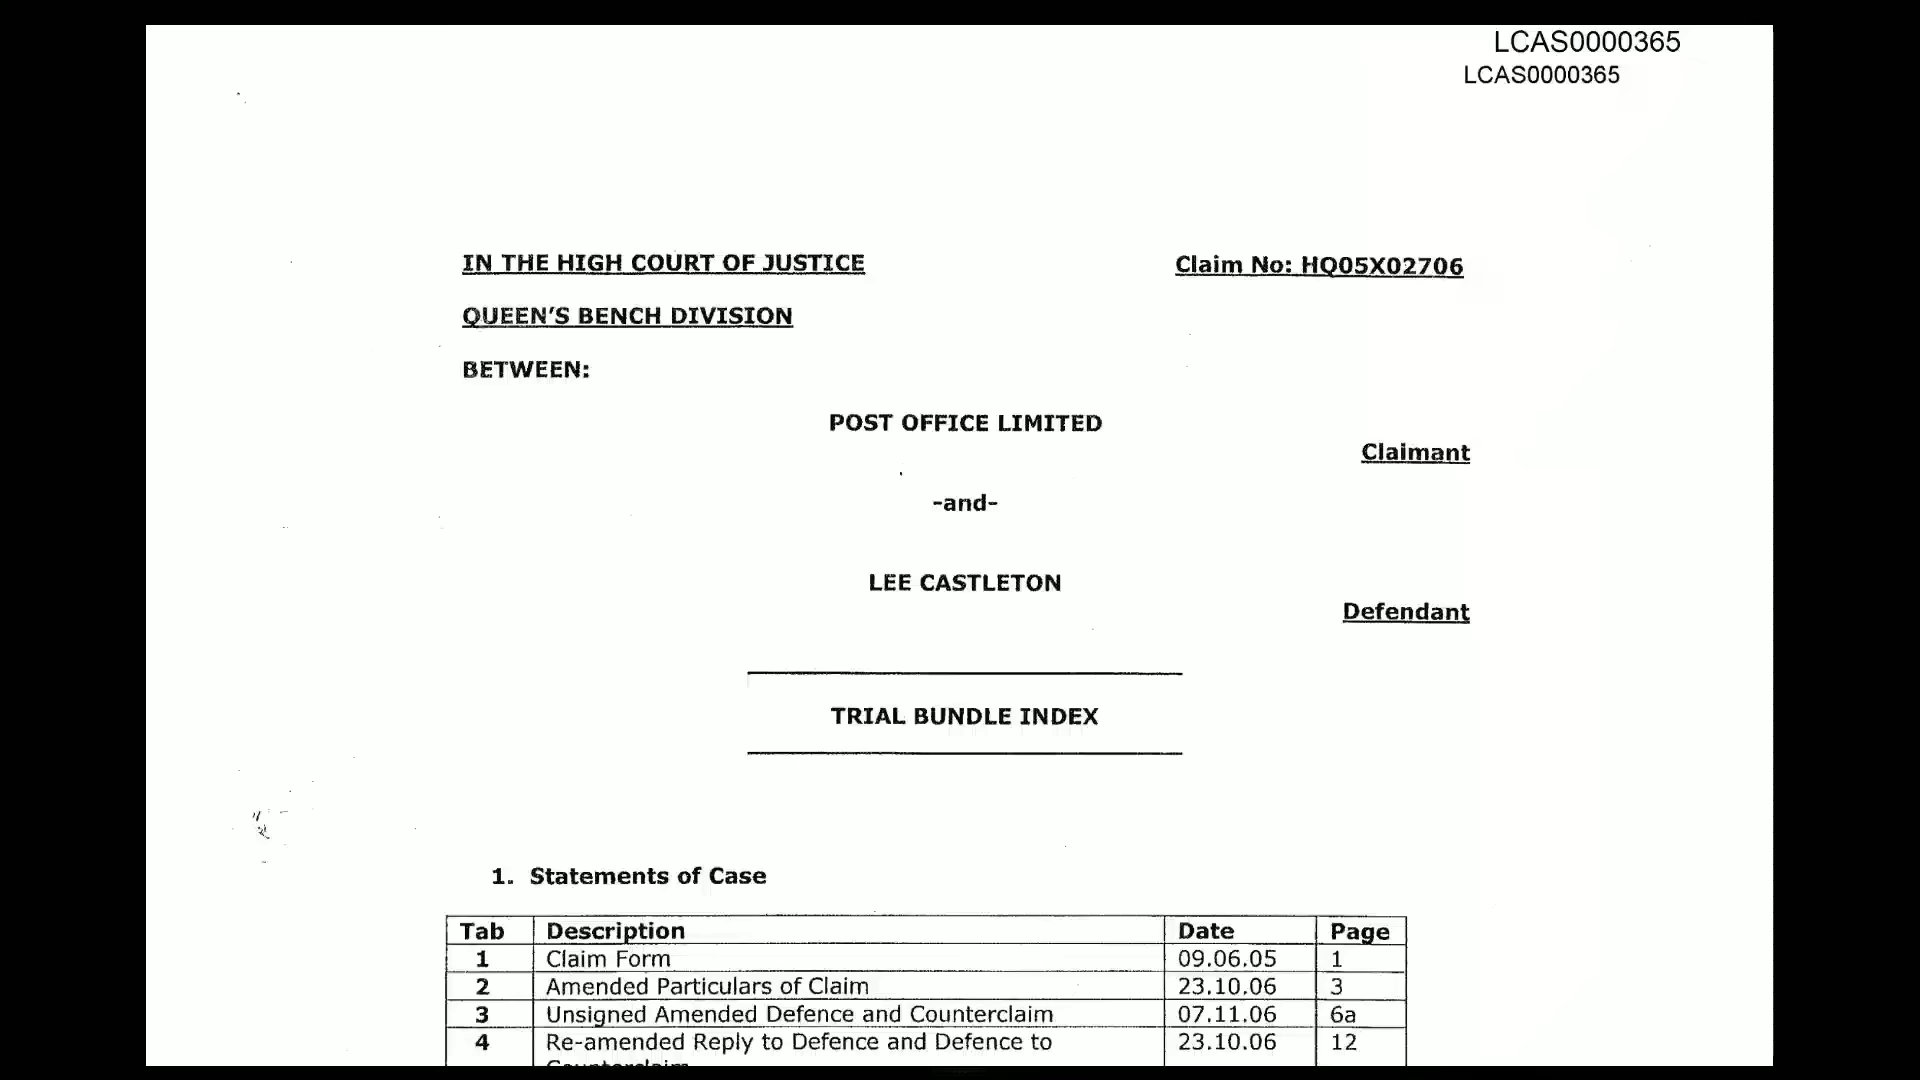 LCAS0000365
LCAS0000365
IN THE HIGH COURT OF JUSTICE Claim No: HQ05X02706
QUEEN'S BENCH DIVISION
BETWEEN:
POST OFFICE LIMITED
Claimant
-and-
LEE CASTLETON
Defendant
TRIAL BUNDLE INDEX
1. Statements of Case
Tab Description Date Page
1 Claim Form 09.06.05 1
2 Amended Particulars of Claim 23.10.06 3
3 Unsigned Amended Defence and Counterclaim 07.11.06 6a
4 Re-amended Reply to Defence and Defence to 23.10.06 12
Counterclaim